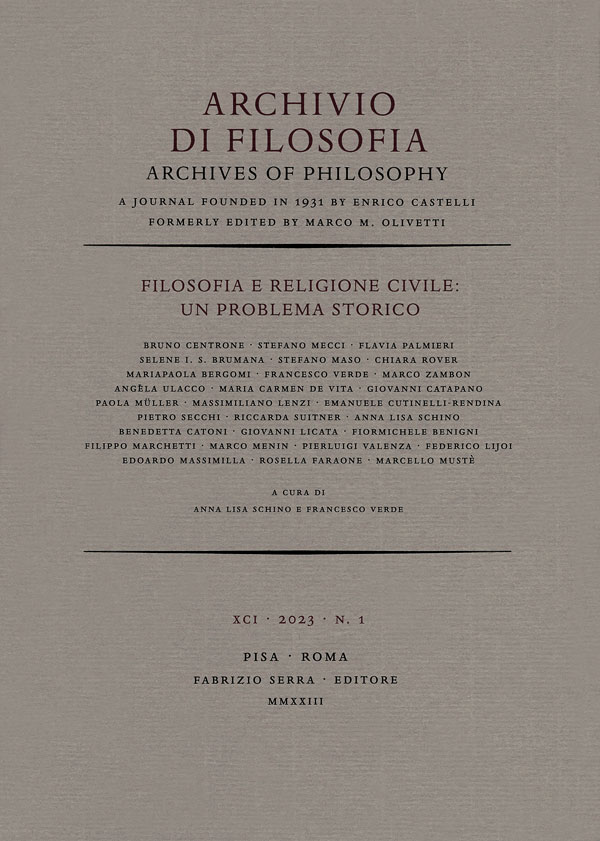 ARCHIVIO
DI FILOSOFIA
ARCHIVES OF PHILOSOPHY
A JOURNAL FOUNDED IN 1931 BY ENRICO CASTELLI
FORMERLY EDITED BY MARCO M. OLIVETTI
FILOSOFIA E RELIGIONE CIVILE:
UN PROBLEMA STORICO
BRUNO CENTRONE · STEFANO MECCI · FLAVIA PALMIERI
SELENE I. S. BRUMANA · STEFANO MASO · CHIARA ROVER
MARIAPAOLA BERGOMI · FRANCESCO VERDE · MARCO ZAMBON
ANGÈLA ULACCO · MARIA CARMEN DE VITA · GIOVANNI CATAPANO
PAOLA MÜLLER · MASSIMILIANO LENZI · EMANUELE CUTINELLI-RENDINA
PIETRO SECCHI · RICCARDA SUITNER · ANNA LISA SCHINO
BENEDETTA CATONI · GIOVANNI LICATA · FIORMICHELE BENIGNI
FILIPPO MARCHETTI · MARCO MENIN · PIERLUIGI VALENZA · FEDERICO LIJOI
EDOARDO MASSIMILLA · ROSELLA FARAONE · MARCELLO MUSTÈ
A CURA DI
ANNA LISA SCHINO E FRANCESCO VERDE
XCI · 2023 · N. 1
PISA · ROMA
FABRIZIO SERRA · EDITORE
MMXXIII